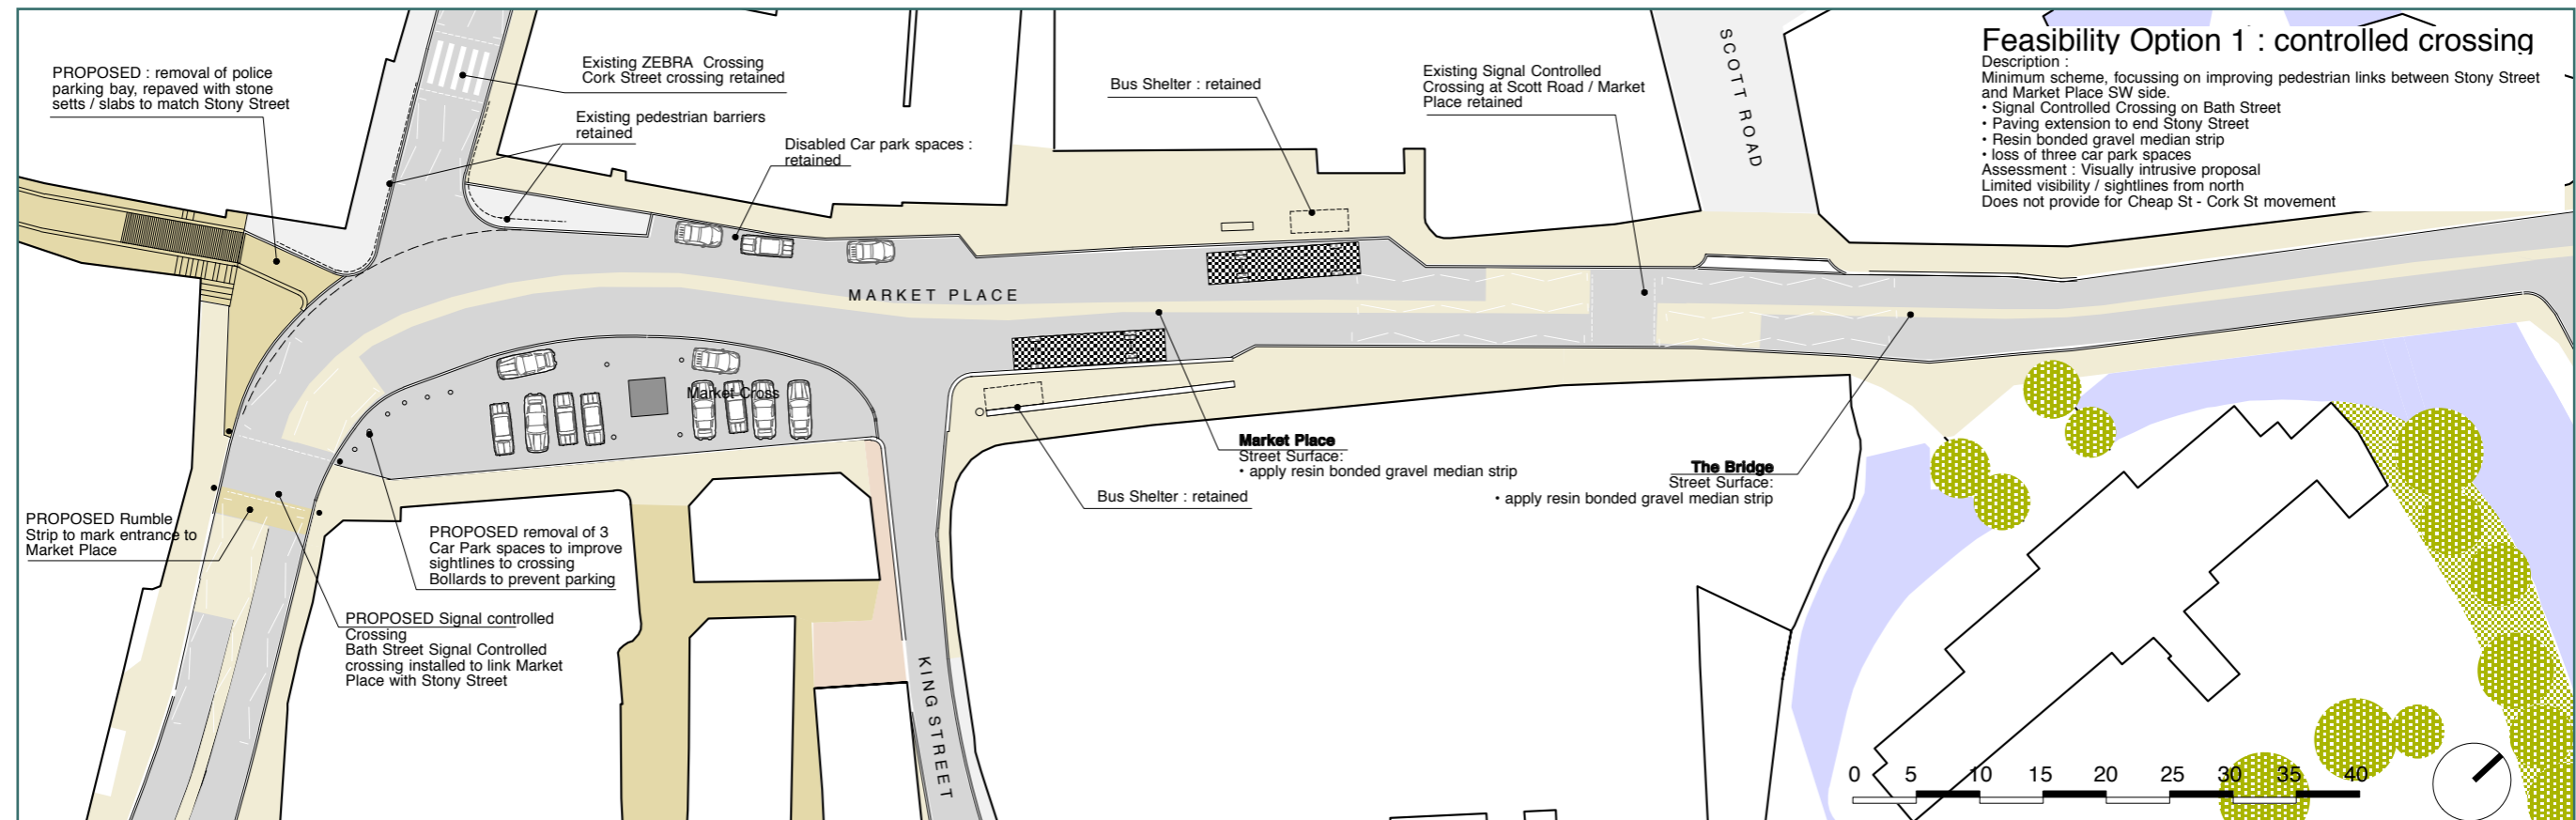 PROPOSED : removal of police
parking bay, repaved with stone
setts / slabs to match Stony Street
Existing ZEBRA Crossing
Cork Street crossing retained
Existing pedestrian barriers
retained
Disabled Car park spaces :
retained
Bus Shelter : retained
Existing Signal Controlled
Crossing at Scott Road / Market
Place retained
SCOTT ROAD
Feasibility Option 1 : controlled crossing
Description :
Minimum scheme, focussing on improving pedestrian links between Stony Street
and Market Place SW side.
• Signal Controlled Crossing on Bath Street
• Paving extension to end Stony Street
• Resin bonded gravel median strip
• loss of three car park spaces
Assessment : Visually intrusive proposal
Limited visibility / sightlines from north
Does not provide for Cheap St - Cork St movement
MARKET PLACE
Market Cross
Market Place
Street Surface:
• apply resin bonded gravel median strip
The Bridge
Street Surface:
• apply resin bonded gravel median strip
Bus Shelter : retained
PROPOSED Rumble
Strip to mark entrance to
Market Place
PROPOSED removal of 3
Car Park spaces to improve
sightlines to crossing
Bollards to prevent parking
PROPOSED Signal controlled
Crossing
Bath Street Signal Controlled
crossing installed to link Market
Place with Stony Street
KING STREET
0 5 10 15 20 25 30 35 40